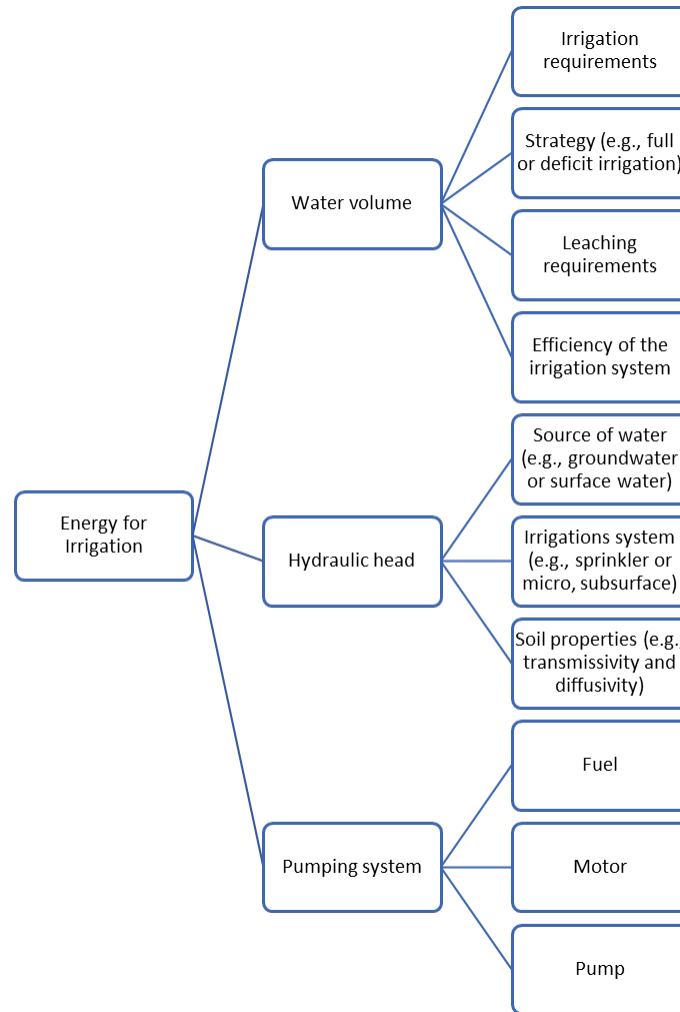 Irrigation
requirements
Strategy (e.g., full
or deficit irrigation)
Water volume
Leaching
requirements
Efficiency of the
irrigation system
Source of water
(e.g., groundwater
or surface water)
Energy for
Irrigation
Hydraulic head
Irrigations system
(e.g., sprinkler or
micro, subsurface)
Soil properties (e.g.,
transmissivity and
diffusivity)
Fuel
Pumping system
Motor
Pump